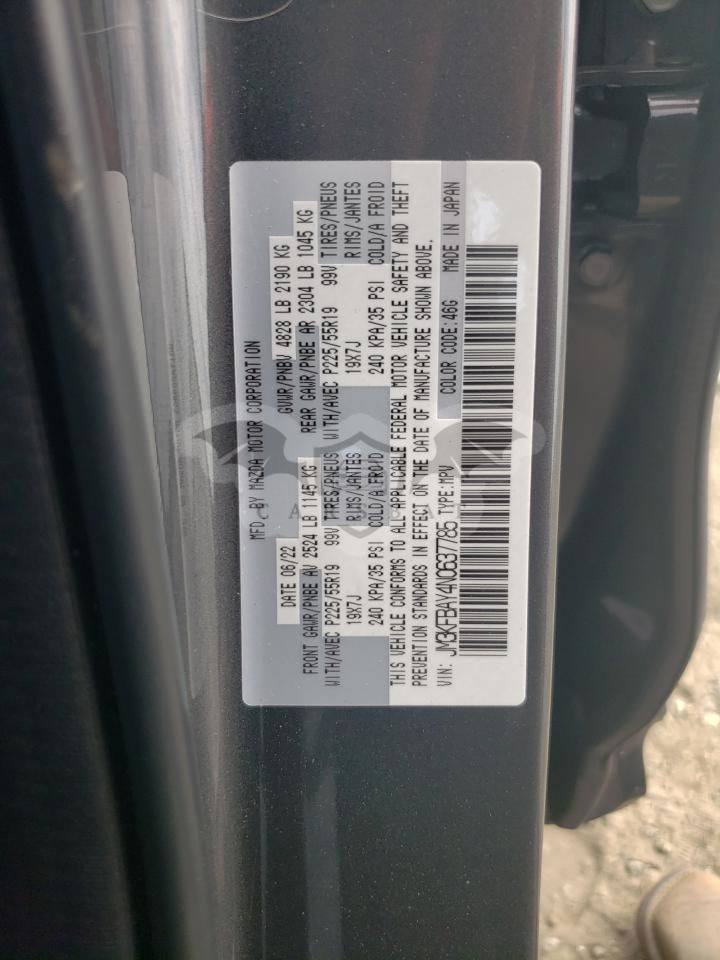 MFD. BY MAZDA MOTOR CORPORATION
DATE 06/22 GVWR/PNBV 4828 LB 2190 KG
FRONT GAWR/PNBE AV 2524 LB 1145 KG REAR GAWR/PNBE AR 2304 LB 1045 KG
WITH/AVEC P225/55R19 99V TIRES/PNEUS WITH/AVEC P225/55R19 99V TIRES/PNEUS
19X7J RIMS/JANTES 19X7J RIMS/JANTES
240 KPA/35 PSI COLD/A FROID 240 KPA/35 PSI COLD/A FROID
THIS VEHICLE CONFORMS TO ALL APPLICABLE FEDERAL MOTOR VEHICLE SAFETY AND THEFT
PREVENTION STANDARDS IN EFFECT ON THE DATE OF MANUFACTURE SHOWN ABOVE.
VIN: JM3KFBAY4N0637785 TYPE:MPV COLOR CODE:46G MADE IN JAPAN